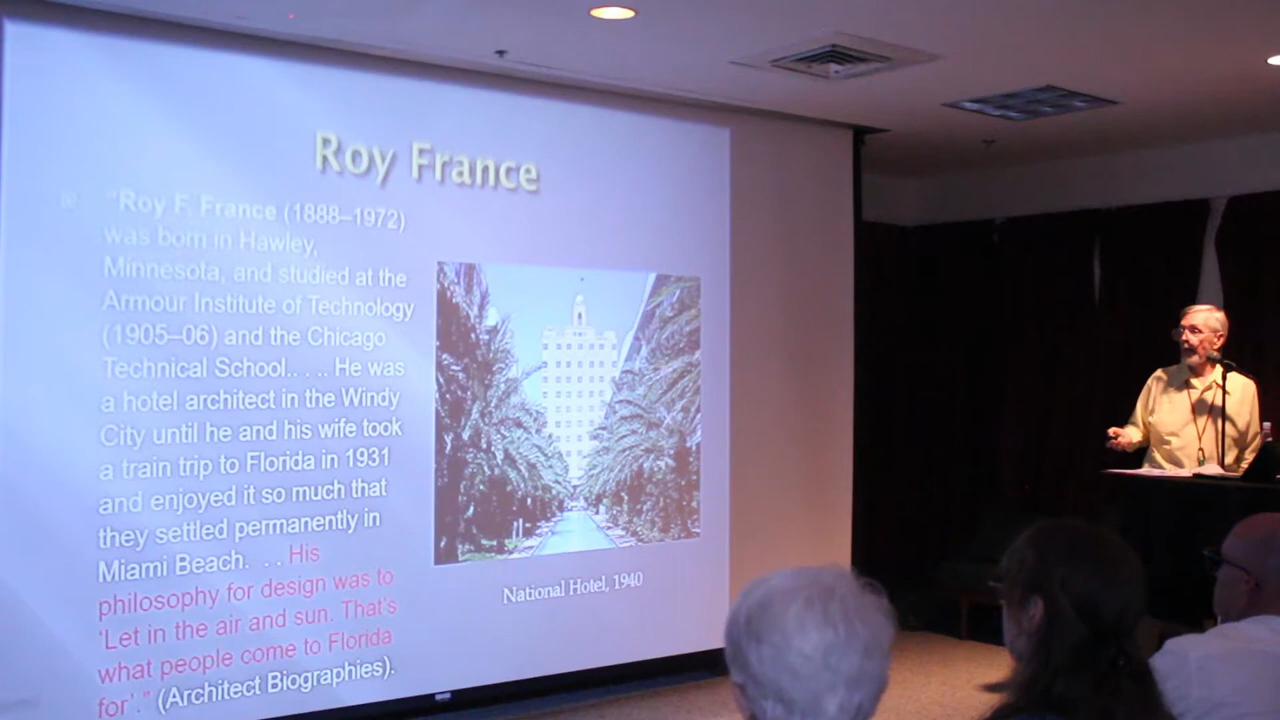 Roy France
"Roy F. France (1888–1972)
was born in Hawley,
Minnesota, and studied at the
Armour Institute of Technology
(1905–06) and the Chicago
Technical School.. . .. He was
a hotel architect in the Windy
City until he and his wife took
a train trip to Florida in 1931
and enjoyed it so much that
they settled permanently in
Miami Beach. . . . His
philosophy for design was to
'Let in the air and sun. That's
what people come to Florida
for'." (Architect Biographies).
National Hotel, 1940